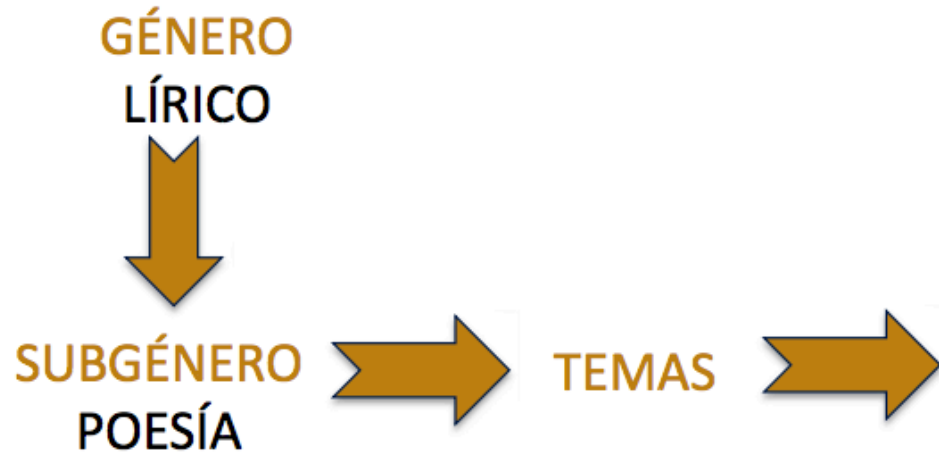 GÉNERO
LÍRICO
SUBGÉNERO
POESÍA
TEMAS